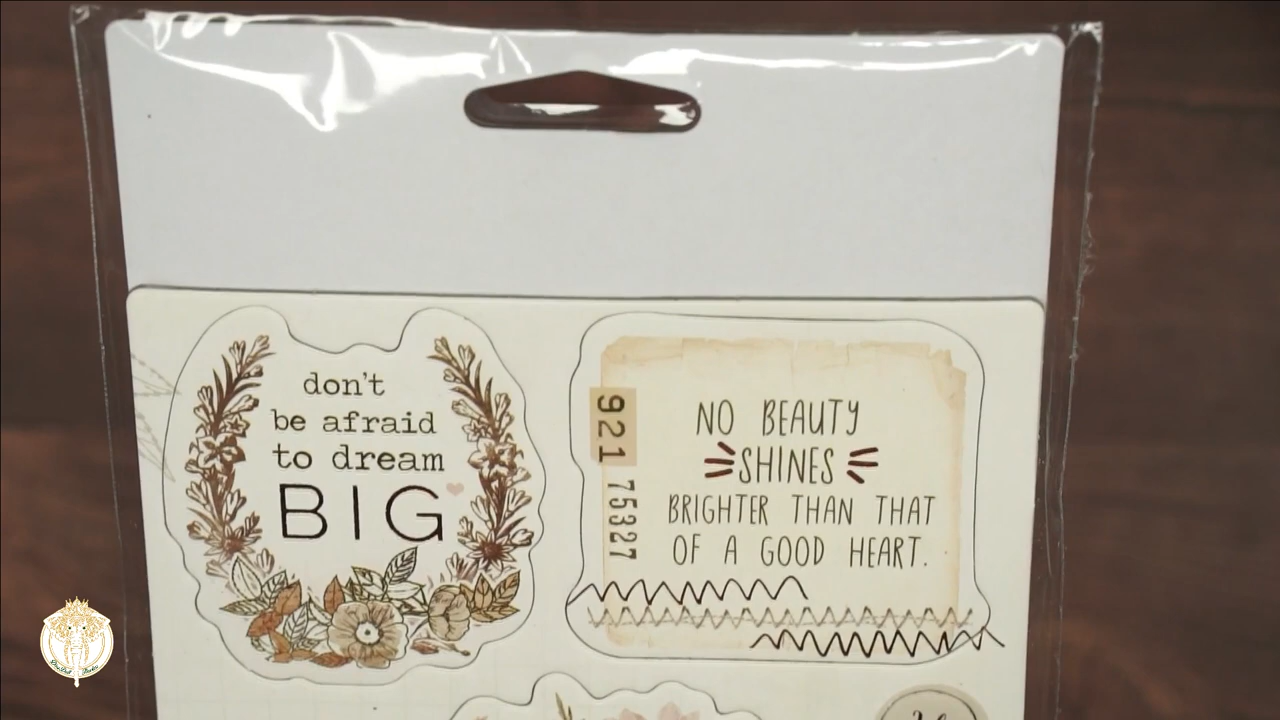 don't
be afraid
to dream
BIG
921
75327
NO BEAUTY
SHINES
BRIGHTER THAN THAT
OF A GOOD HEART.